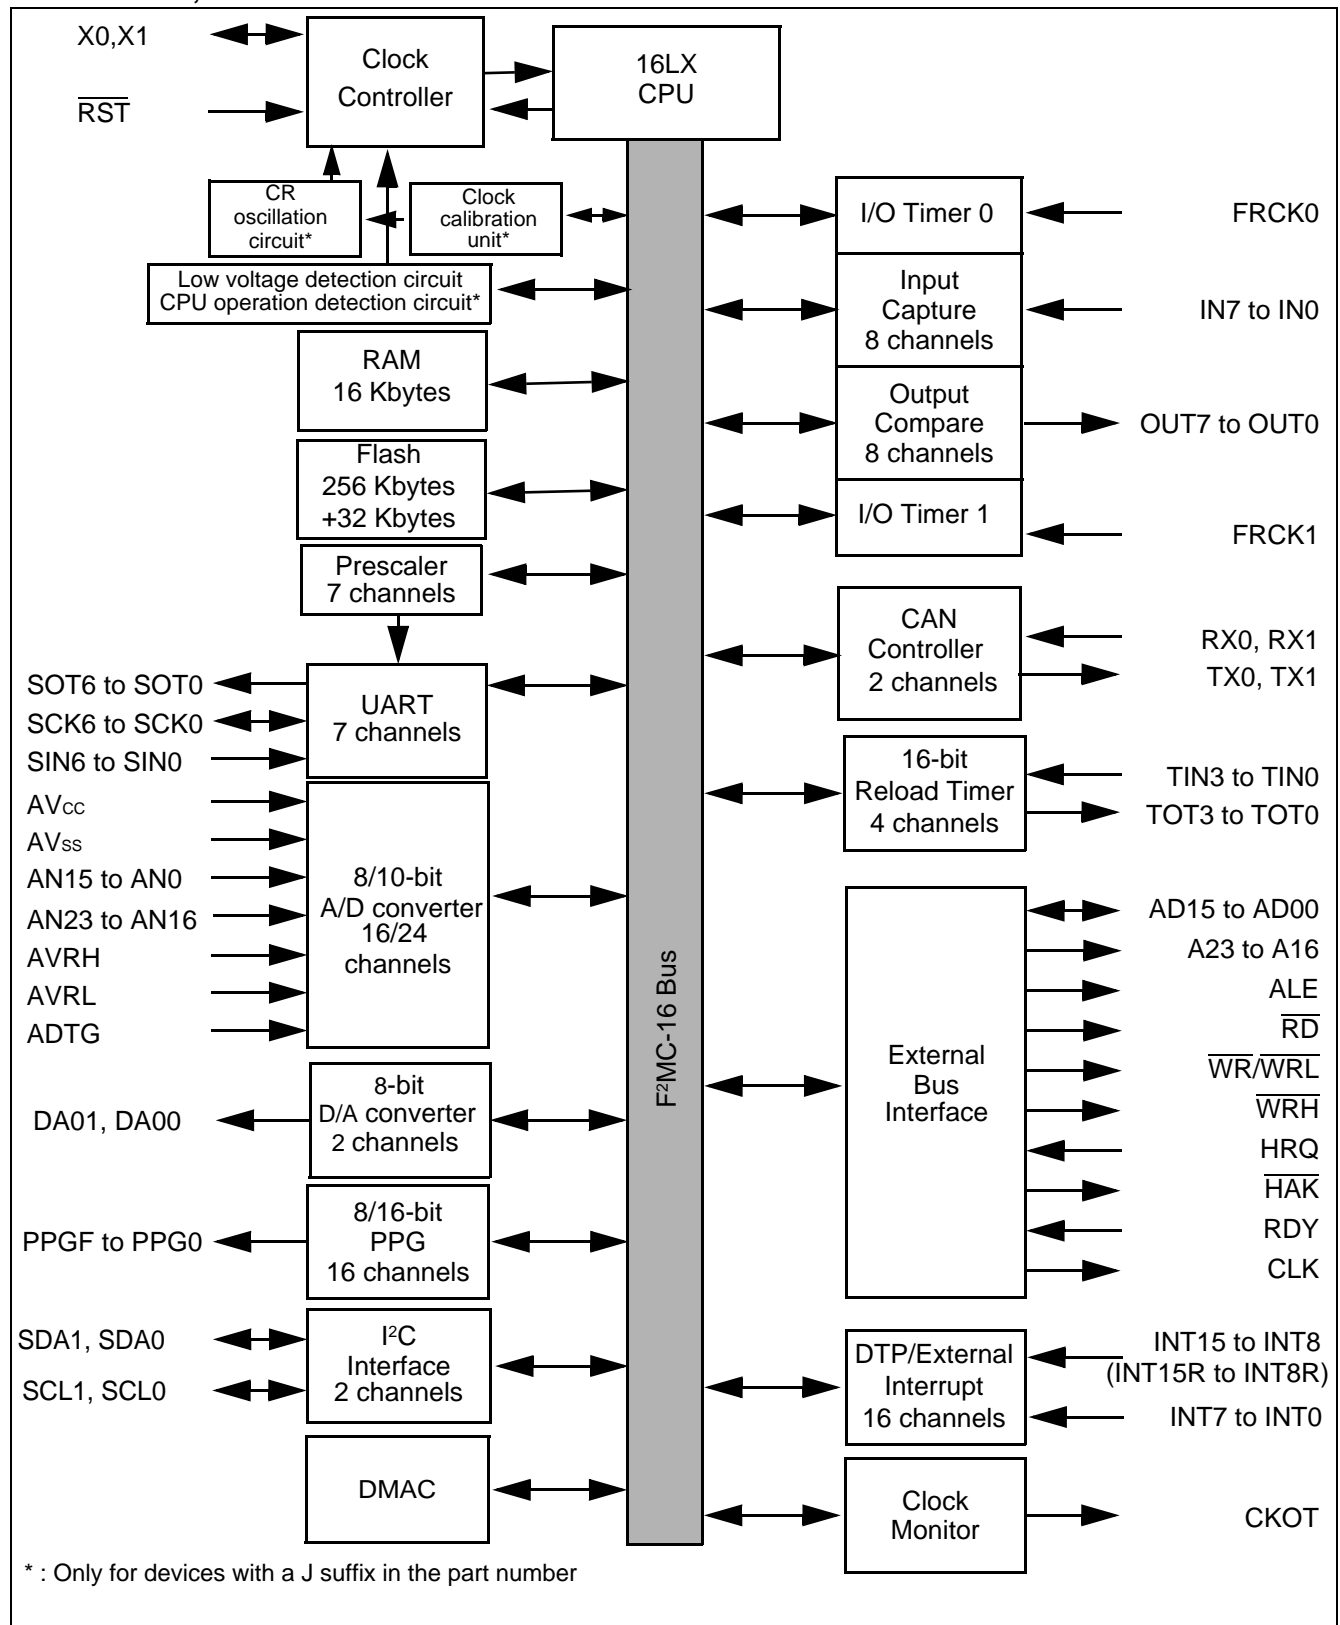 X0,X1
RST
Clock
Controller
16LX
CPU
CR
oscillation
circuit*
Clock
calibration
unit*
Low voltage detection circuit
CPU operation detection circuit*
RAM
16 Kbytes
Flash
256 Kbytes
+32 Kbytes
Prescaler
7 channels
SOT6 to SOT0
SCK6 to SCK0
SIN6 to SIN0
UART
7 channels
AVCC
AVSS
AN15 to AN0
AN23 to AN16
AVRH
AVRL
ADTG
8/10-bit
A/D converter
16/24
channels
DA01, DA00
8-bit
D/A converter
2 channels
PPGF to PPG0
8/16-bit
PPG
16 channels
SDA1, SDA0
SCL1, SCL0
I²C
Interface
2 channels
DMAC
F²MC-16 Bus
I/O Timer 0
FRCK0
Input
Capture
8 channels
IN7 to IN0
Output
Compare
8 channels
OUT7 to OUT0
I/O Timer 1
FRCK1
CAN
Controller
2 channels
RX0, RX1
TX0, TX1
16-bit
Reload Timer
4 channels
TIN3 to TIN0
TOT3 to TOT0
External
Bus
Interface
AD15 to AD00
A23 to A16
ALE
RD
WR/WRL
WRH
HRQ
HAK
RDY
CLK
DTP/External
Interrupt
16 channels
INT15 to INT8
(INT15R to INT8R)
INT7 to INT0
Clock
Monitor
CKOT
* : Only for devices with a J suffix in the part number